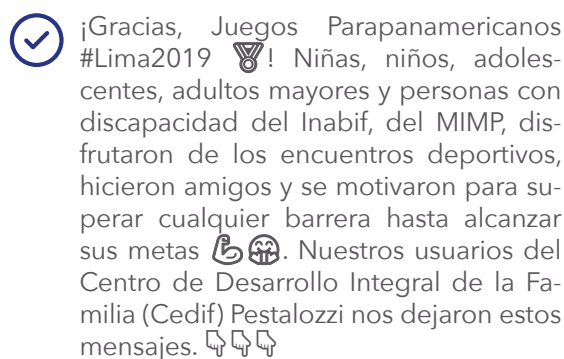 ¡Gracias, Juegos Parapanamericanos
#Lima2019 🎖! Niñas, niños, adoles-
centes, adultos mayores y personas con
discapacidad del Inabif, del MIMP, dis-
frutaron de los encuentros deportivos,
hicieron amigos y se motivaron para su-
perar cualquier barrera hasta alcanzar
sus metas 💪🤗. Nuestros usuarios del
Centro de Desarrollo Integral de la Fa-
milia (Cedif) Pestalozzi nos dejaron estos
mensajes. 👇👇👇